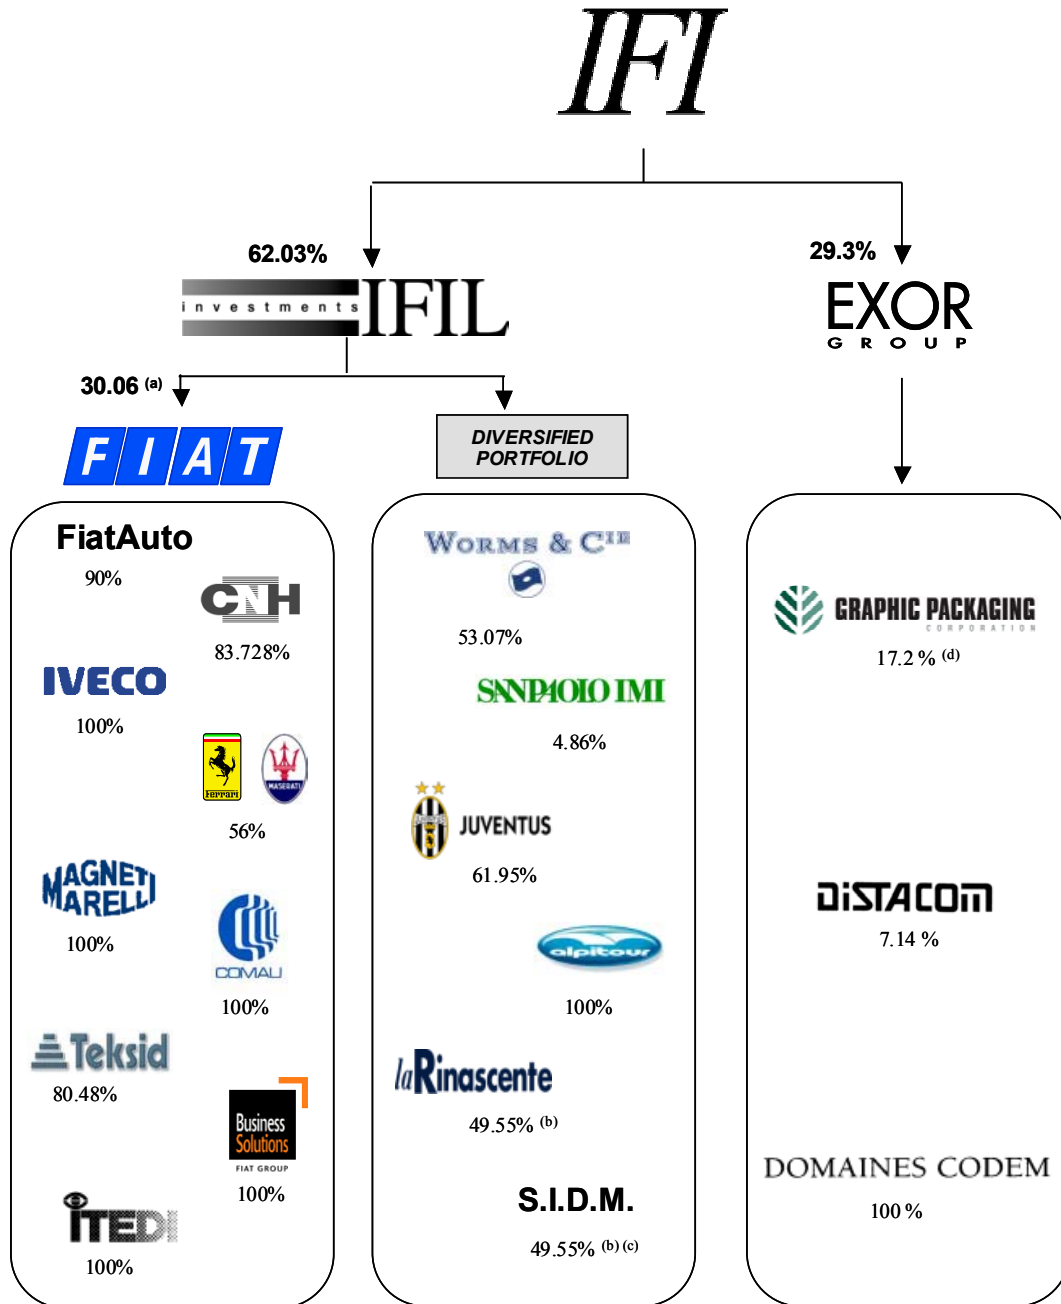 IFI
62.03%
29.3%
investments IFIL
EXOR
GROUP
30.06 (a)
FIAT
DIVERSIFIED
PORTFOLIO
FiatAuto
90%
CNH
83.728%
IVECO
100%
Ferrari
MASERATI
56%
MAGNETI
MARELLI
100%
COMAU
100%
Teksid
80.48%
Business
Solutions
FIAT GROUP
100%
ITEDI
100%
WORMS & CIE
53.07%
SANPAOLO IMI
4.86%
JUVENTUS
61.95%
alpitour
100%
laRinascente
49.55% (b)
S.I.D.M.
49.55% (b) (c)
GRAPHIC PACKAGING
CORPORATION
17.2 % (d)
DISTACOM
7.14 %
DOMAINES CODEM
100 %